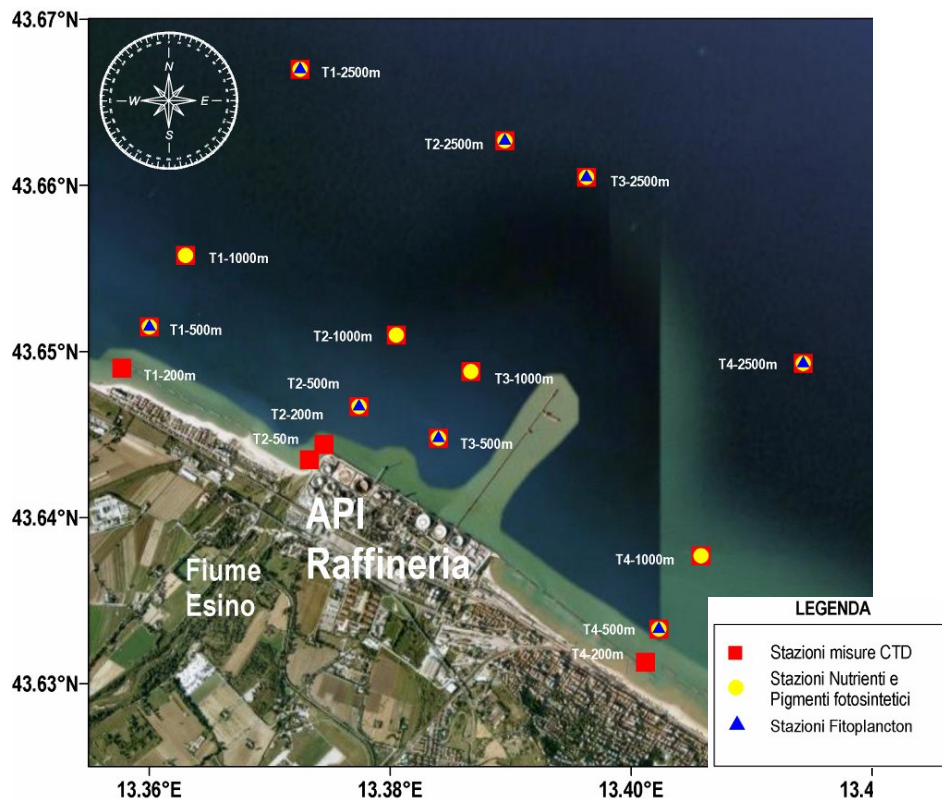 43.67°N
N
W
E
S
T1-2500m
T2-2500m
43.66°N
T3-2500m
T1-1000m
T1-500m
T2-1000m
43.65°N
T4-2500m
T1-200m
T3-1000m
T2-500m
T2-200m
T2-50m
T3-500m
43.64°N
API
Raffineria
T4-1000m
Fiume
Esino
T4-500m
T4-200m
43.63°N
LEGENDA
Stazioni misure CTD
Stazioni Nutrienti e
Pigmenti fotosintetici
Stazioni Fitoplancton
13.36°E
13.38°E
13.40°E
13.4